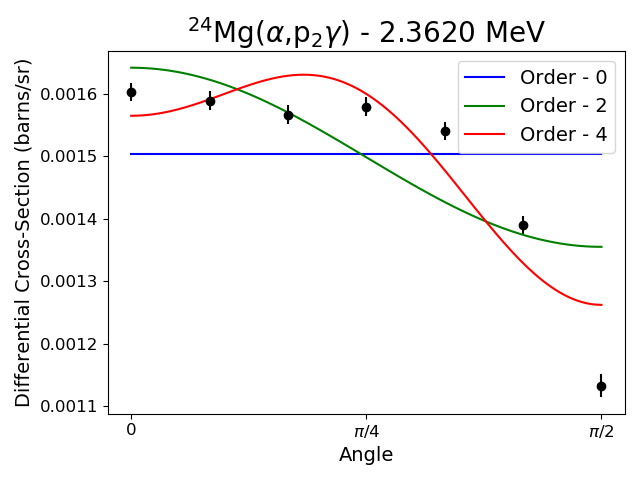 ²⁴Mg(α,p₂γ) - 2.3620 MeV
Differential Cross-Section (barns/sr)
0.0016
0.0015
0.0014
0.0013
0.0012
0.0011
Order - 0
Order - 2
Order - 4
0
π/4
π/2
Angle